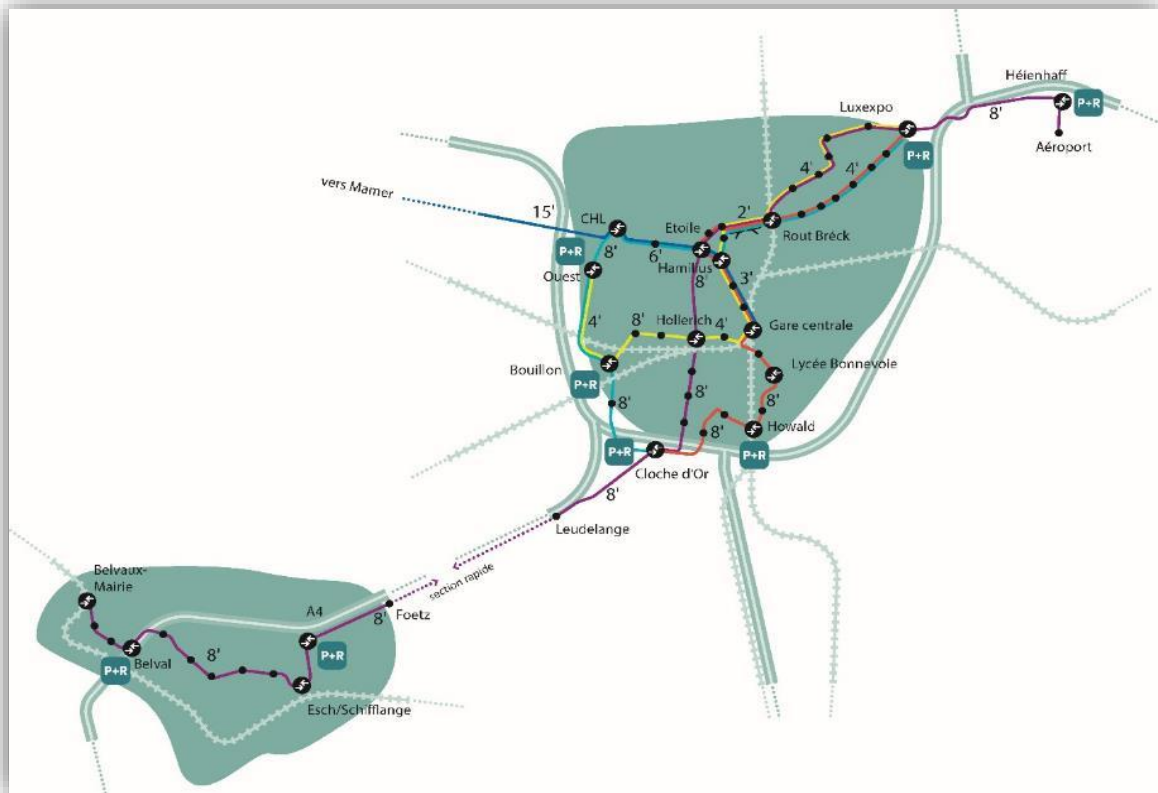 Héienhaff
P+R
8'
Luxexpo
Aéroport
P+R
4'
4'
vers Mamer
15'
CHL
Etoile
2'
Rout Bréck
P+R
8'
6'
Hamilius
Ouest
8'
3'
4'
8'
Hollerich
4'
Gare centrale
Bouillon
Lycée Bonnevoie
P+R
8'
8'
8'
Howald
8'
P+R
P+R
Cloche d'Or
8'
Leudelange
section rapide
Belvaux-
Mairie
A4
8'
Foetz
8'
P+R
Belval
P+R
Esch/Schifflange